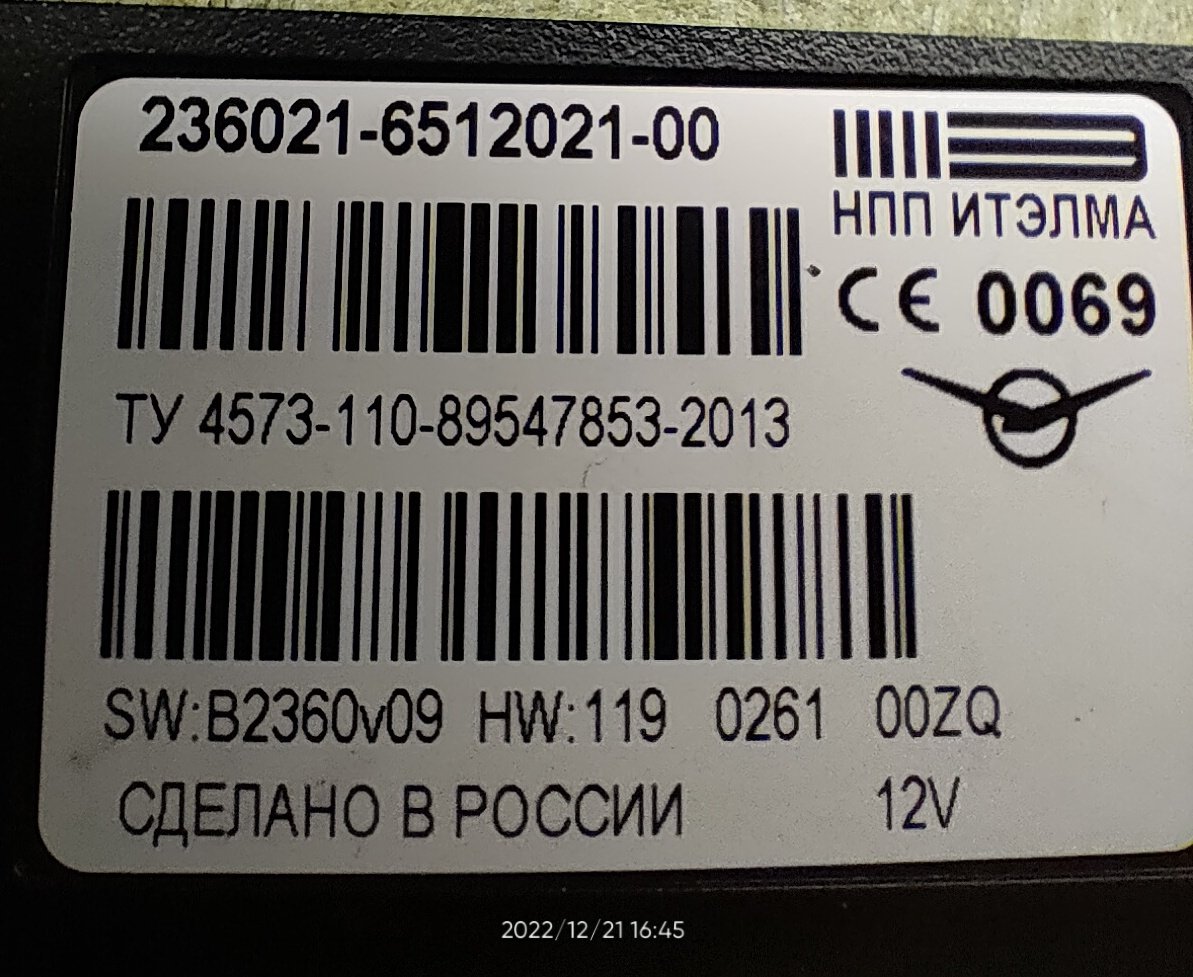 236021-6512021-00
НПП ИТЭЛМА
CE 0069
ТУ 4573-110-89547853-2013
SW:B2360v09 HW:119 0261 00ZQ
СДЕЛАНО В РОССИИ 12V
2022/12/21 16:45